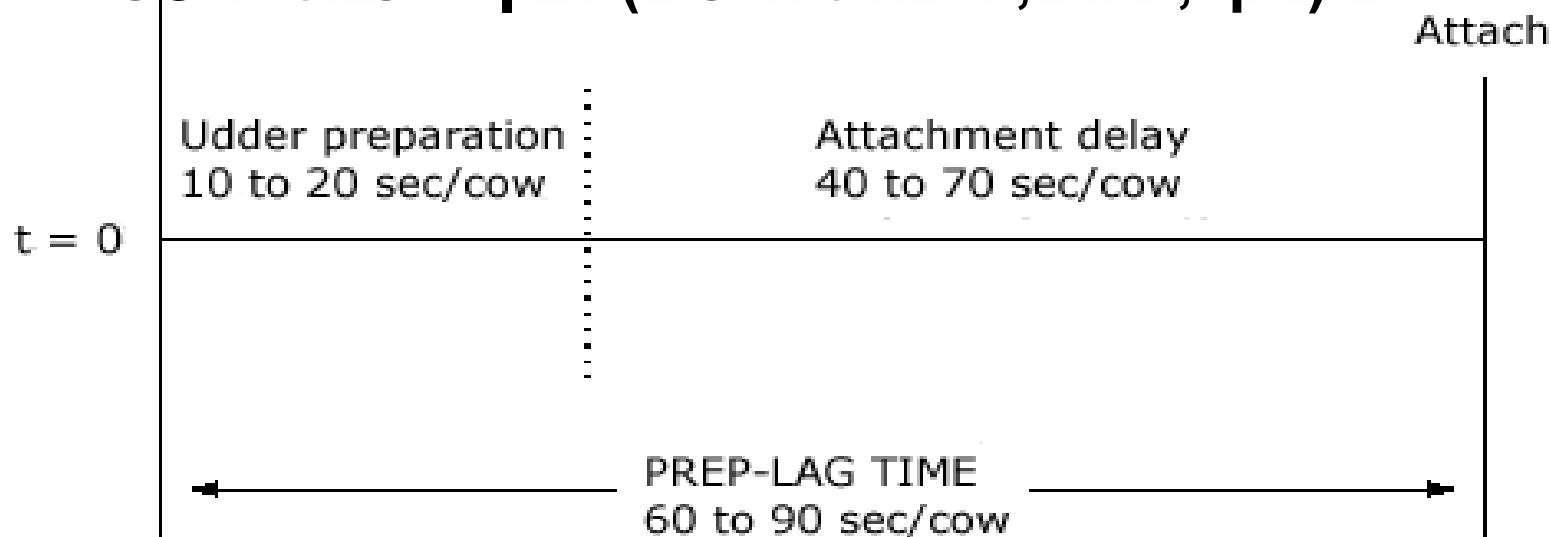 Attach
Udder preparation
10 to 20 sec/cow
Attachment delay
40 to 70 sec/cow
t = 0
PREP-LAG TIME
60 to 90 sec/cow